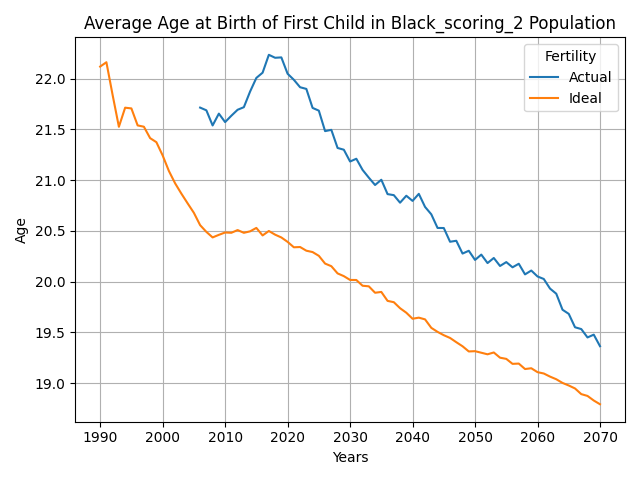 Average Age at Birth of First Child in Black_scoring_2 Population
Fertility
Actual
Ideal
Age
22.0
21.5
21.0
20.5
20.0
19.5
19.0
1990 2000 2010 2020 2030 2040 2050 2060 2070
Years